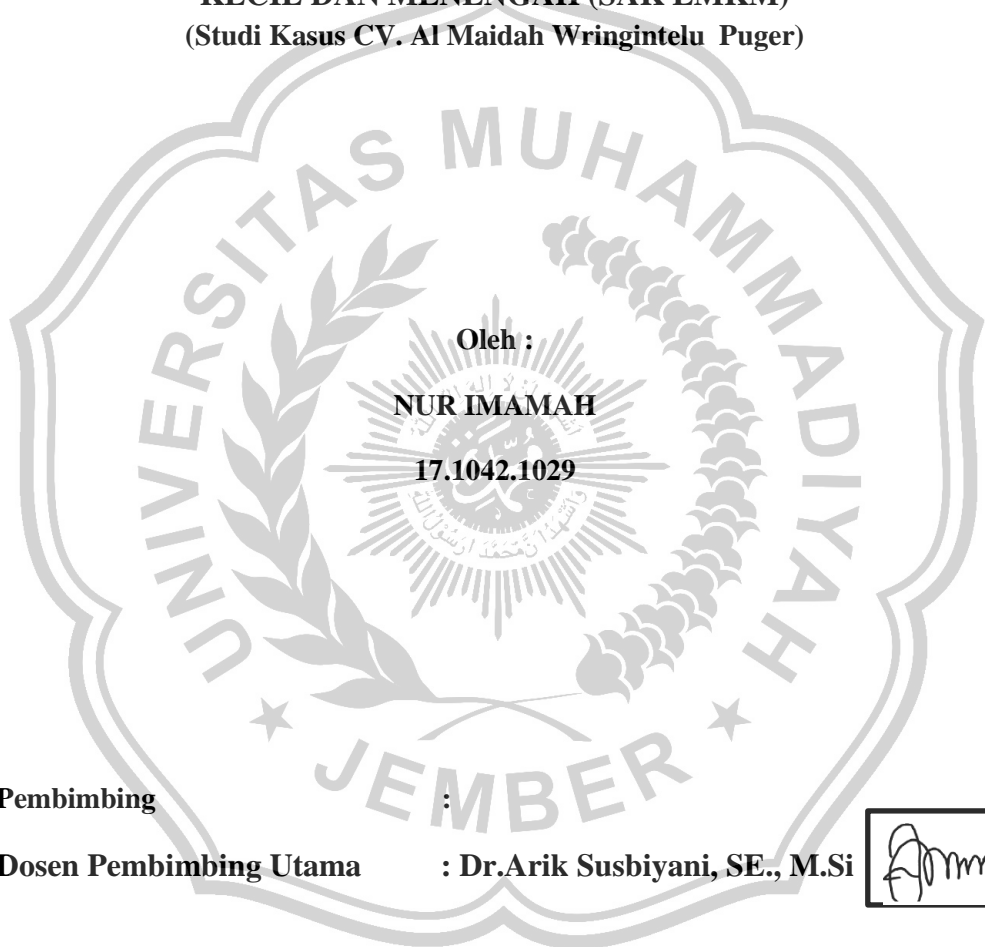 KECIL DAN MENENGAH (SAK EMKM)
(Studi Kasus CV. Al Maidah Wringintelu Puger)
UNIVERSITAS MUHAMMADIYAH
Oleh :
NUR IMAMAH
17.1042.1029
★ JEMBER ★
Pembimbing :
Dosen Pembimbing Utama : Dr.Arik Susbiyani, SE., M.Si